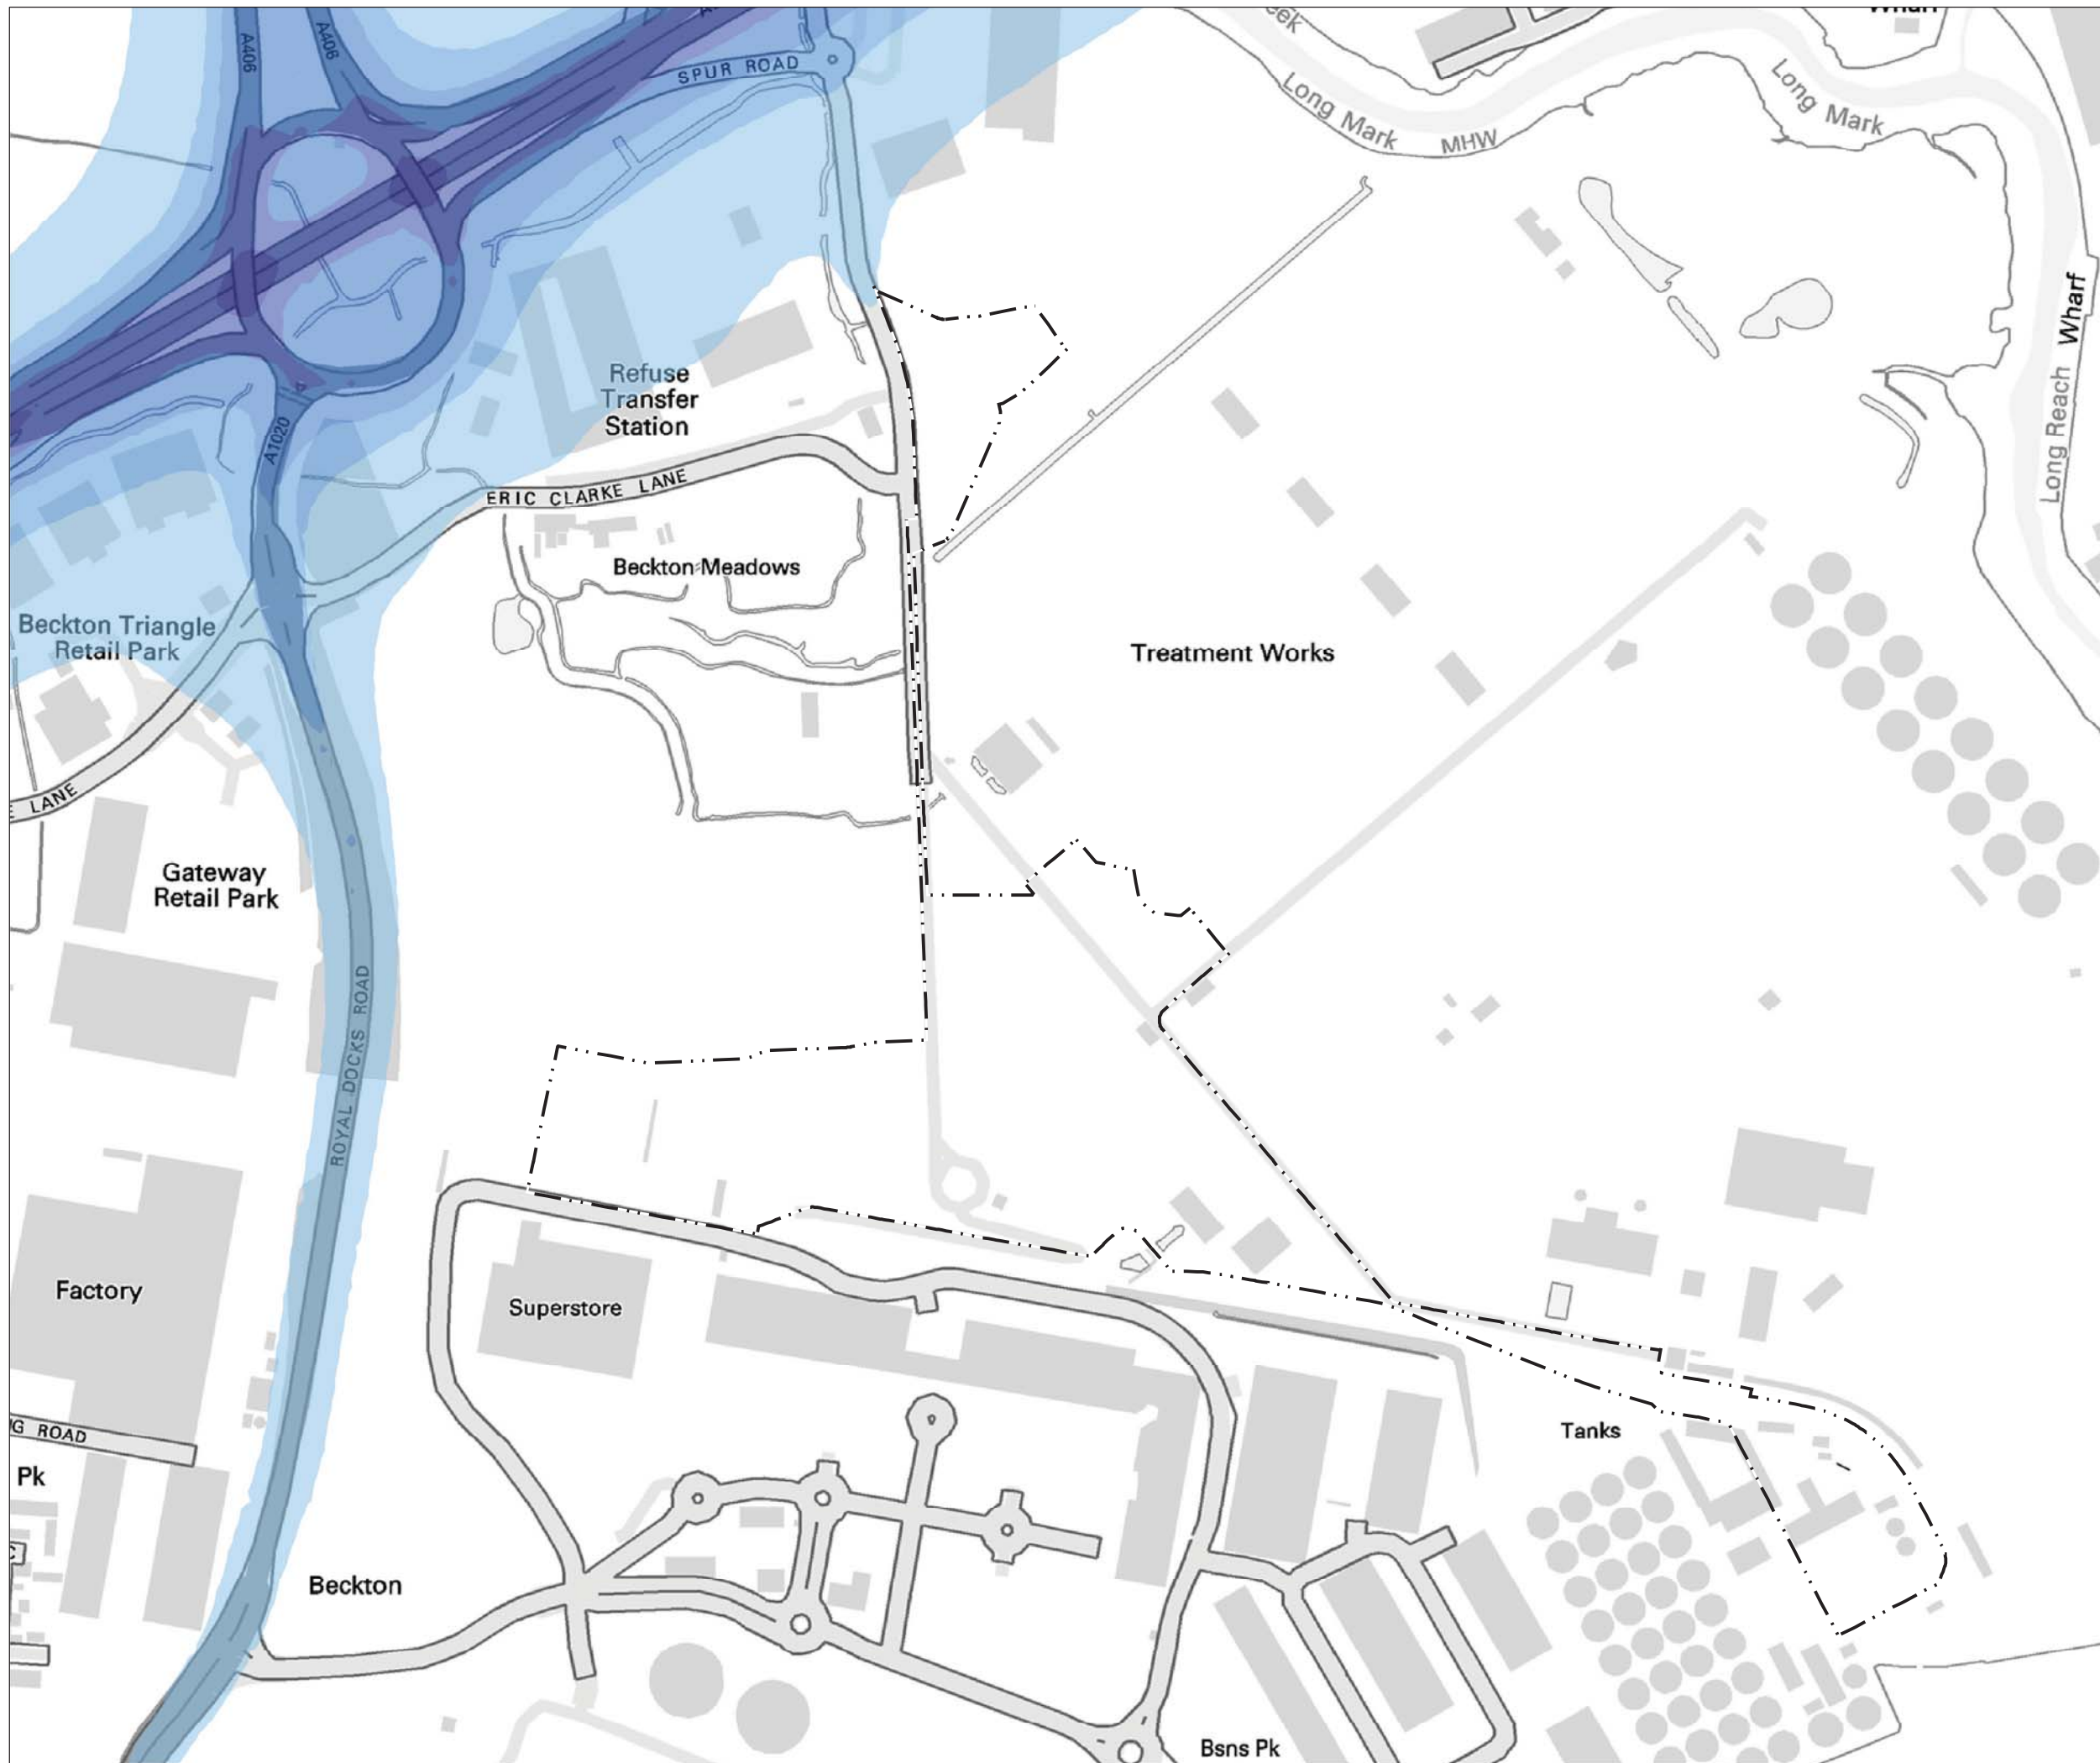 A406
A406
SPUR ROAD
Long Mark
MHW
Long Mark
Wharf
Long Reach
Refuse
Transfer
Station
A1020
ERIC CLARKE LANE
Beckton Meadows
Beckton Triangle
Retail Park
Treatment Works
LANE
Gateway
Retail Park
ROYAL DOCKS ROAD
Factory
Superstore
ROAD
Pk
Tanks
Beckton
Bsns Pk